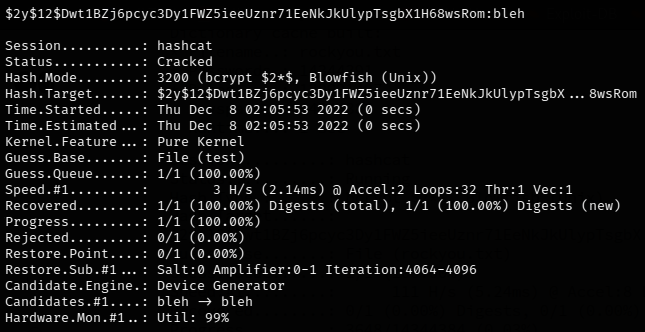 $2y$12$Dwt1BZj6pcyc3Dy1FWZ5ieeUznr71EeNkJkUlypTsgbX1H68wsRom:bleh
Session..........: hashcat
Status...........: Cracked
Hash.Mode........: 3200 (bcrypt $2*$, Blowfish (Unix))
Hash.Target......: $2y$12$Dwt1BZj6pcyc3Dy1FWZ5ieeUznr71EeNkJkUlypTsgbX...8wsRom
Time.Started.....: Thu Dec  8 02:05:53 2022 (0 secs)
Time.Estimated...: Thu Dec  8 02:05:53 2022 (0 secs)
Kernel.Feature...: Pure Kernel
Guess.Base.......: File (test)
Guess.Queue......: 1/1 (100.00%)
Speed.#1.........:        3 H/s (2.14ms) @ Accel:2 Loops:32 Thr:1 Vec:1
Recovered........: 1/1 (100.00%) Digests (total), 1/1 (100.00%) Digests (new)
Progress.........: 1/1 (100.00%)
Rejected.........: 0/1 (0.00%)
Restore.Point....: 0/1 (0.00%)
Restore.Sub.#1...: Salt:0 Amplifier:0-1 Iteration:4064-4096
Candidate.Engine.: Device Generator
Candidates.#1....: bleh -> bleh
Hardware.Mon.#1..: Util: 99%